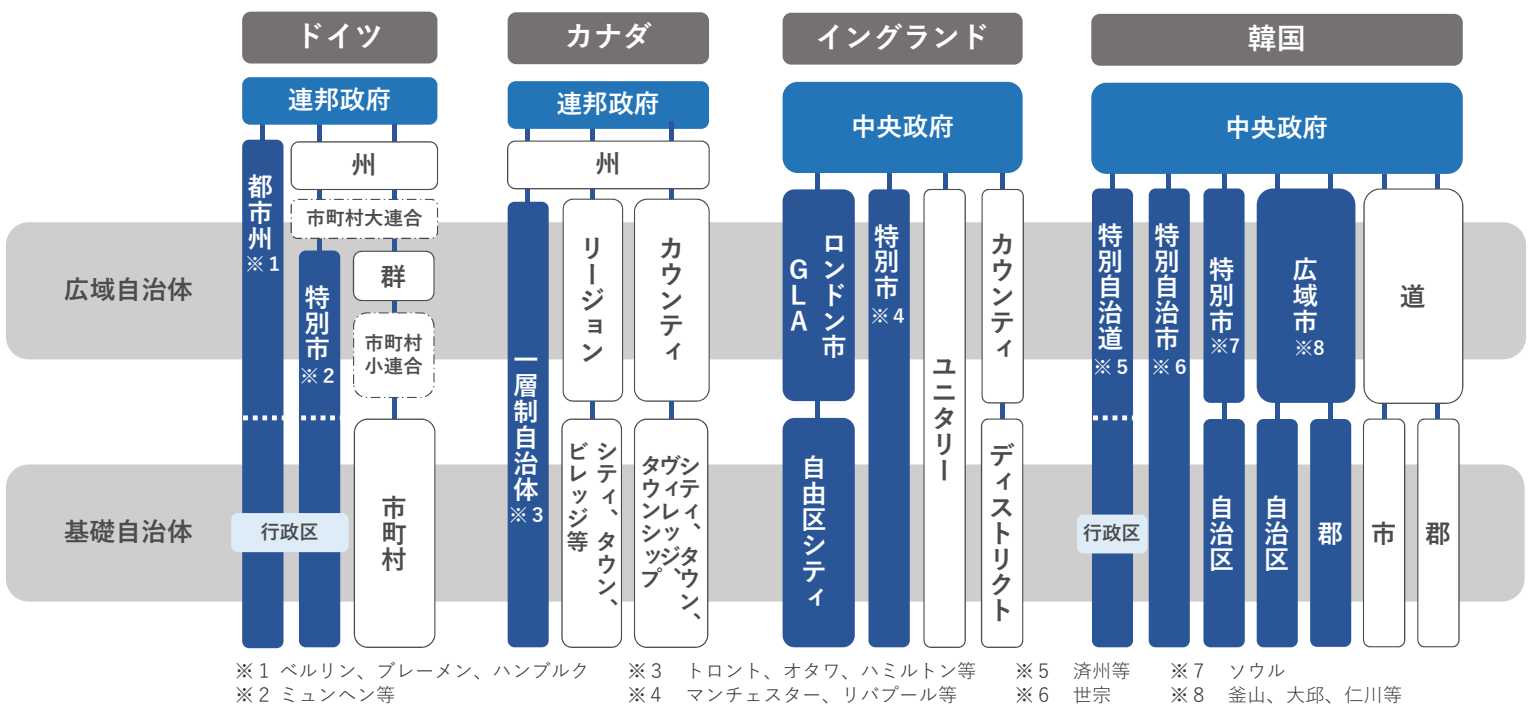 ドイツ
カナダ
イングランド
韓国
連邦政府
連邦政府
中央政府
中央政府
広域自治体
基礎自治体
都市州
※1
州
市町村大連合
特別市
※2
群
市町村
小連合
市町村
行政区
州
一層制自治体
※3
リージョン
シティ、タウン、
ビレッジ等
カウンティ
シティ、タウン、
ヴィレッジ、
タウンシップ
ロンドン市
GLA
自由区シティ
特別市
※4
ユニタリー
カウンティ
ディストリクト
特別自治道
※5
行政区
特別自治市
※6
特別市
※7
自治区
広域市
※8
自治区
郡
道
市
郡
※1 ベルリン、ブレーメン、ハンブルク
※2 ミュンヘン等
※3 トロント、オタワ、ハミルトン等
※4 マンチェスター、リバプール等
※5 済州等
※6 世宗
※7 ソウル
※8 釜山、大邱、仁川等